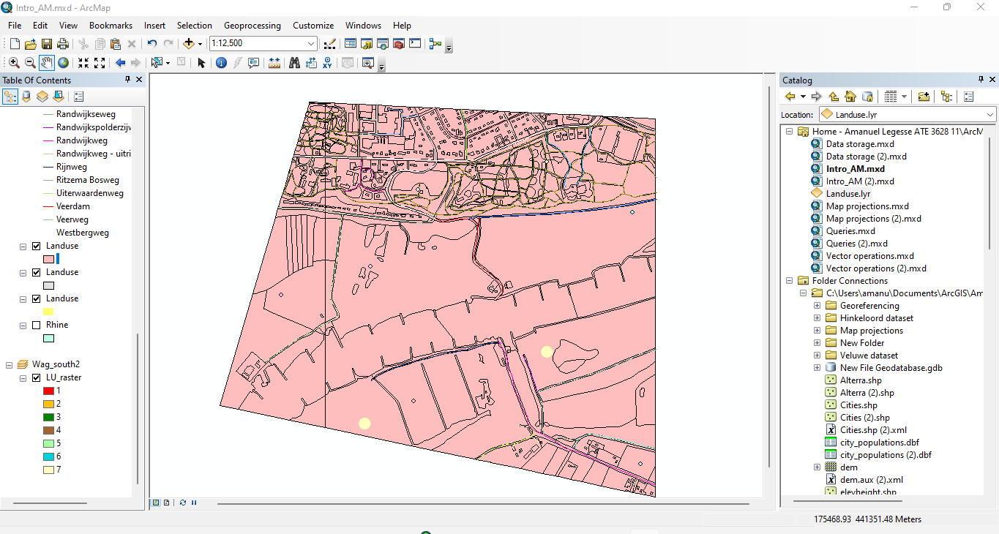 Intro_AM.mxd - ArcMap
File Edit View Bookmarks Insert Selection Geoprocessing Customize Windows Help
1:12,500
XY
Table Of Contents
Randwijkseweg
Randwijkspolderzijv
Randwijkweg
Randwijkweg - uitri
Rijnweg
Ritzema Bosweg
Uiterwaardenweg
Veerdam
Veerweg
Westbergweg
Landuse
Landuse
Landuse
Rhine
Wag_south2
LU_raster
1
2
3
4
5
6
7
Catalog
Location: Landuse.lyr
Home - Amanuel Legesse ATE 3628 11\ArcM
Data storage.mxd
Data storage (2).mxd
Intro_AM.mxd
Intro_AM (2).mxd
Landuse.lyr
Map projections.mxd
Map projections (2).mxd
Queries.mxd
Queries (2).mxd
Vector operations.mxd
Vector operations (2).mxd
Folder Connections
C:\Users\amanu\Documents\ArcGIS\Am
Georeferencing
Hinkeloord dataset
Map projections
New Folder
Veluwe dataset
New File Geodatabase.gdb
Alterra.shp
Alterra (2).shp
Cities.shp
Cities (2).shp
Cities.shp (2).xml
city_populations.dbf
city_populations (2).dbf
dem
dem.aux (2).xml
elevheight.shp
175468.93 441351.48 Meters